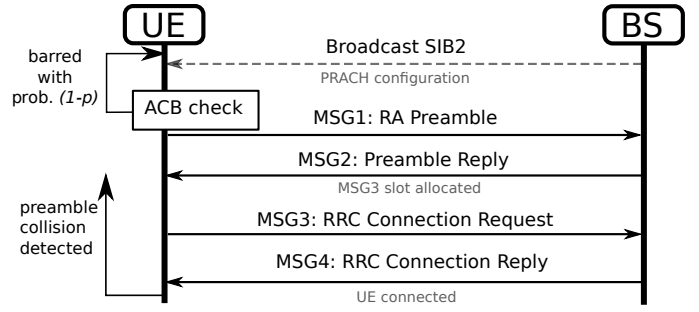 UE
BS
Broadcast SIB2
PRACH configuration
barred
with
prob. (1-p)
ACB check
MSG1: RA Preamble
MSG2: Preamble Reply
MSG3 slot allocated
preamble
collision
detected
MSG3: RRC Connection Request
MSG4: RRC Connection Reply
UE connected